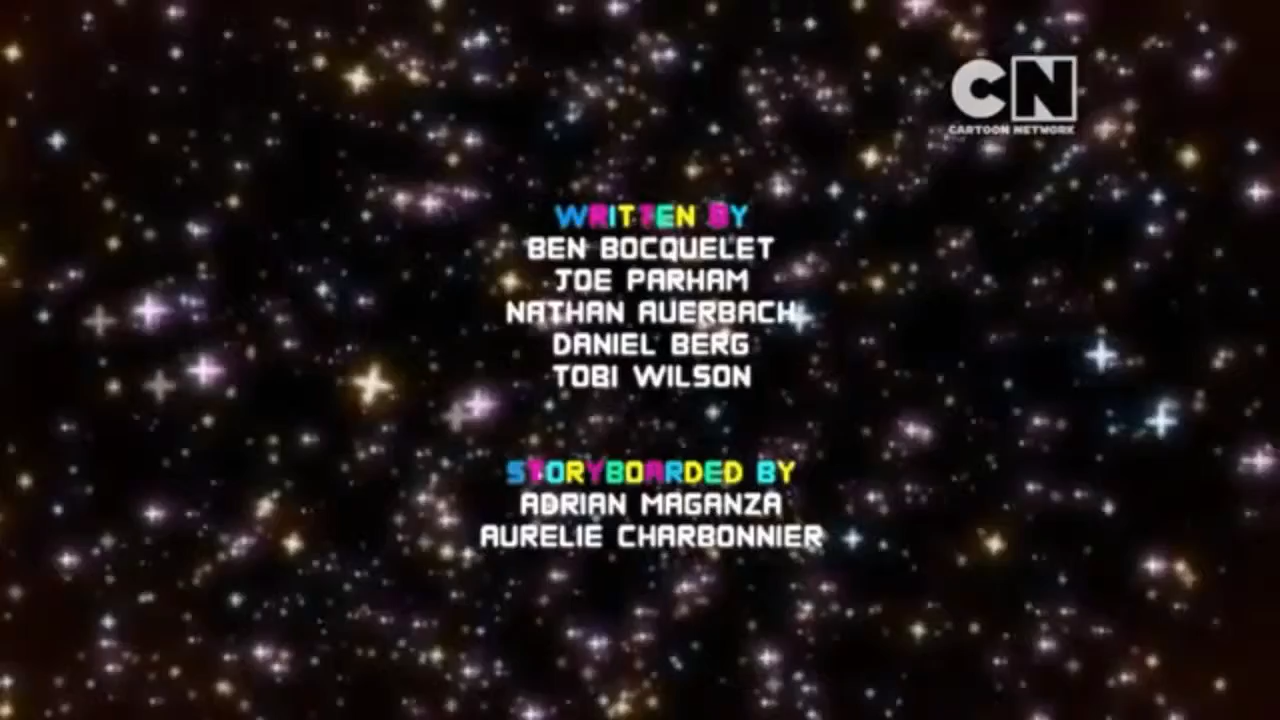 CN
CARTOON NETWORK
WRITTEN BY
BEN BOCQUELET
JOE PARHAM
NATHAN AUERBACH
DANIEL BERG
TOBI WILSON
STORYBOARDED BY
ADRIAN MAGANZA
AURELIE CHARBONNIER